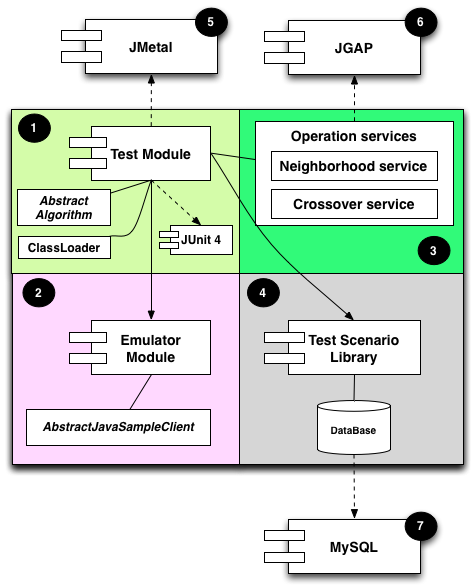 5
JMetal
6
JGAP
1
Test Module
Operation services
Neighborhood service
Crossover service
Abstract
Algorithm
ClassLoader
JUnit 4
3
2
4
Emulator
Module
Test Scenario
Library
AbstractJavaSampleClient
DataBase
7
MySQL